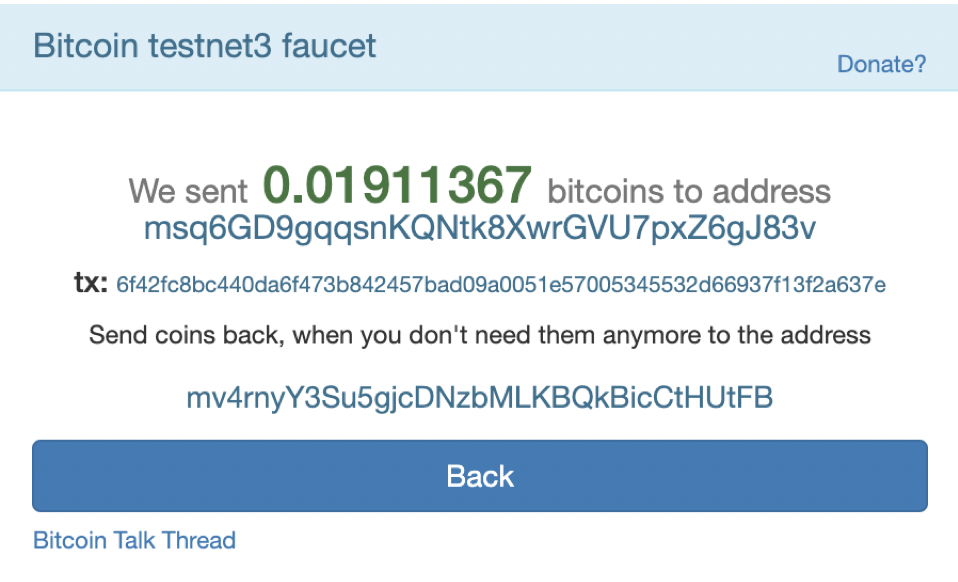 Bitcoin testnet3 faucet
Donate?
We sent 0.01911367 bitcoins to address
msq6GD9gqqsnKQNtk8XwrGVU7pxZ6gJ83v
tx: 6f42fc8bc440da6f473b842457bad09a0051e57005345532d66937f13f2a637e
Send coins back, when you don't need them anymore to the address
mv4rnyY3Su5gjcDNzbMLKBQkBicCtHUtFB
Back
Bitcoin Talk Thread